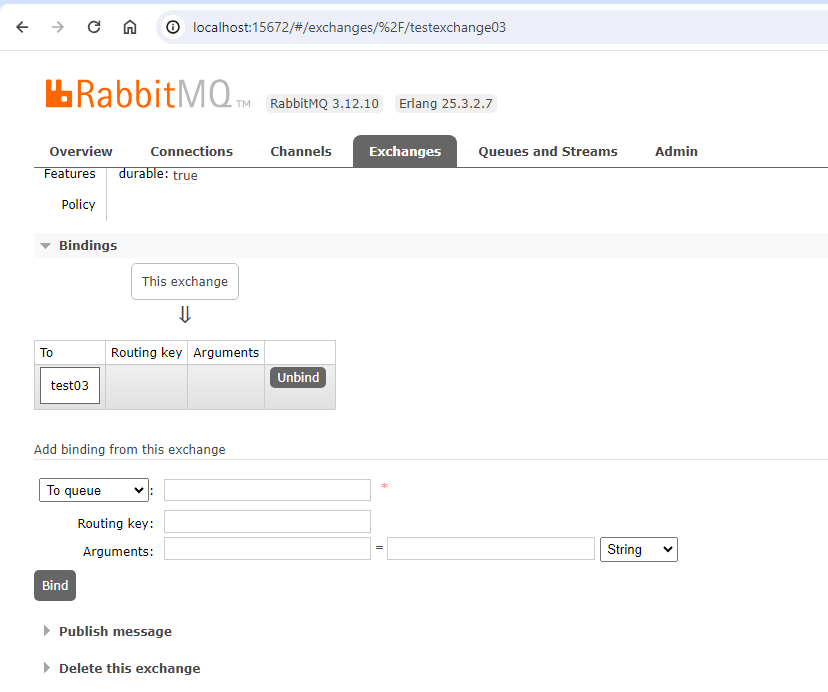 localhost:15672/#/exchanges/%2F/testexchange03
RabbitMQ TM RabbitMQ 3.12.10 Erlang 25.3.2.7
Overview Connections Channels Exchanges Queues and Streams Admin
Features durable: true
Policy
Bindings
This exchange
⇓
To Routing key Arguments
test03 Unbind
Add binding from this exchange
To queue : *
Routing key:
Arguments: = String
Bind
Publish message
Delete this exchange